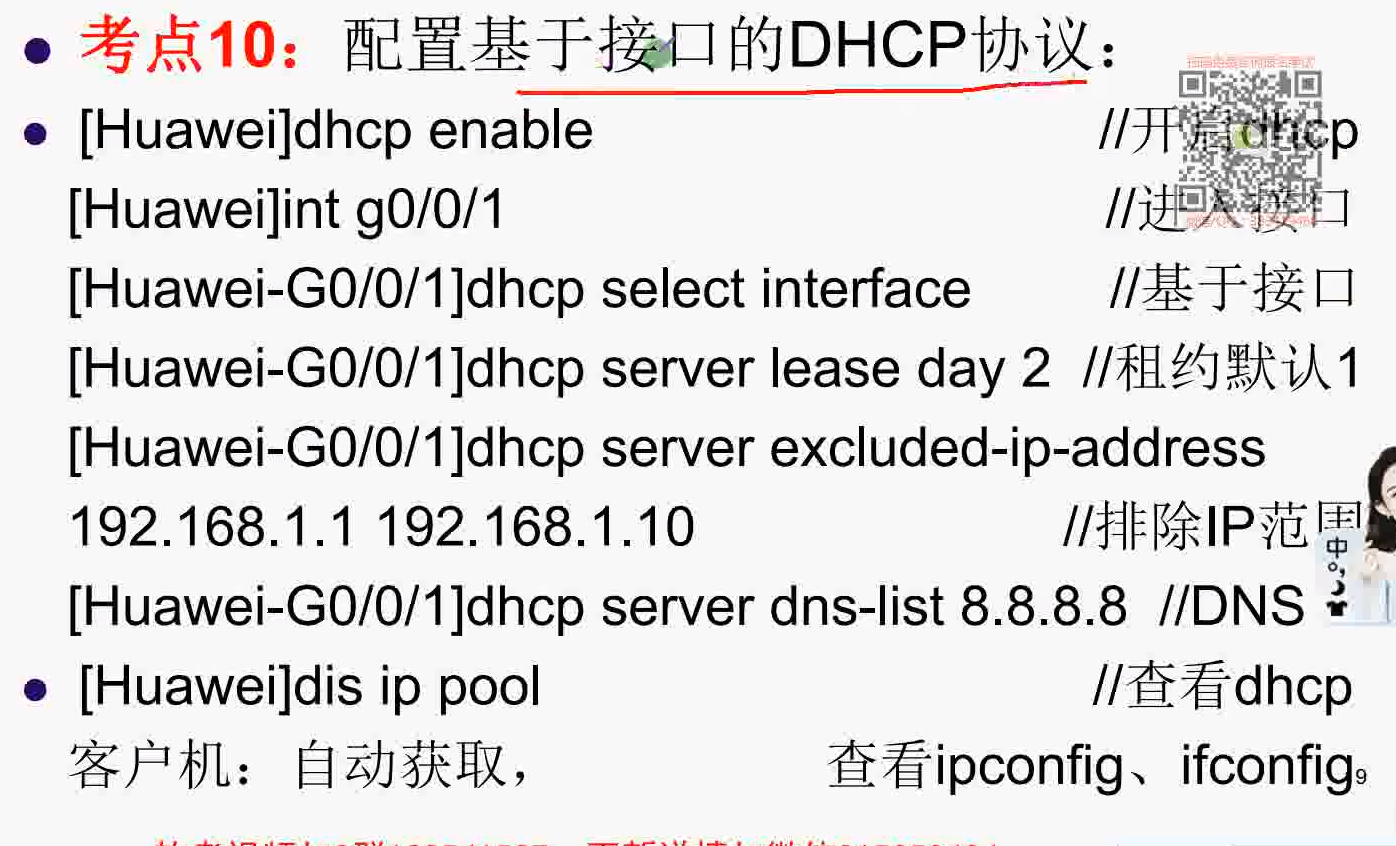 考点10：配置基于接口的DHCP协议：
[Huawei]dhcp enable //开启dhcp
[Huawei]int g0/0/1 //进入接口
[Huawei-G0/0/1]dhcp select interface //基于接口
[Huawei-G0/0/1]dhcp server lease day 2 //租约默认1
[Huawei-G0/0/1]dhcp server excluded-ip-address
192.168.1.1 192.168.1.10 //排除IP范围
[Huawei-G0/0/1]dhcp server dns-list 8.8.8.8 //DNS
[Huawei]dis ip pool //查看dhcp
客户机：自动获取， 查看ipconfig、ifconfig
9
中